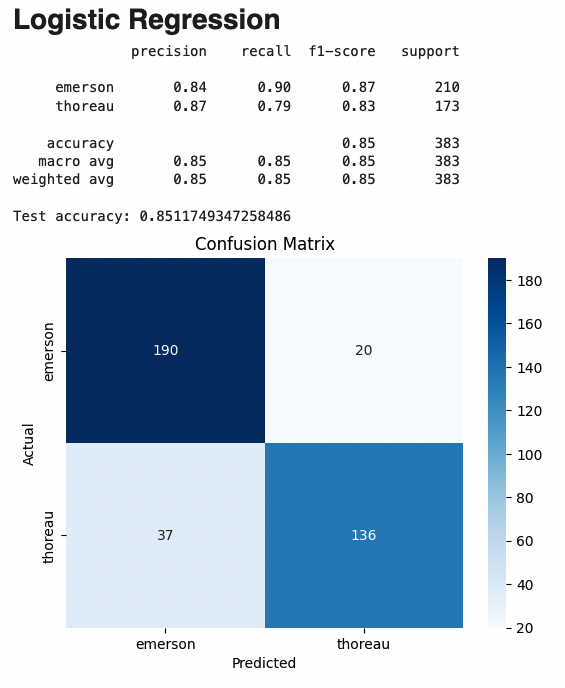 Logistic Regression
precision recall f1-score support
emerson 0.84 0.90 0.87 210
thoreau 0.87 0.79 0.83 173
accuracy 0.85 383
macro avg 0.85 0.85 0.85 383
weighted avg 0.85 0.85 0.85 383
Test accuracy: 0.8511749347258486
Confusion Matrix
Actual
emerson
thoreau
190 20
37 136
emerson thoreau
Predicted
180
160
140
120
100
80
60
40
20